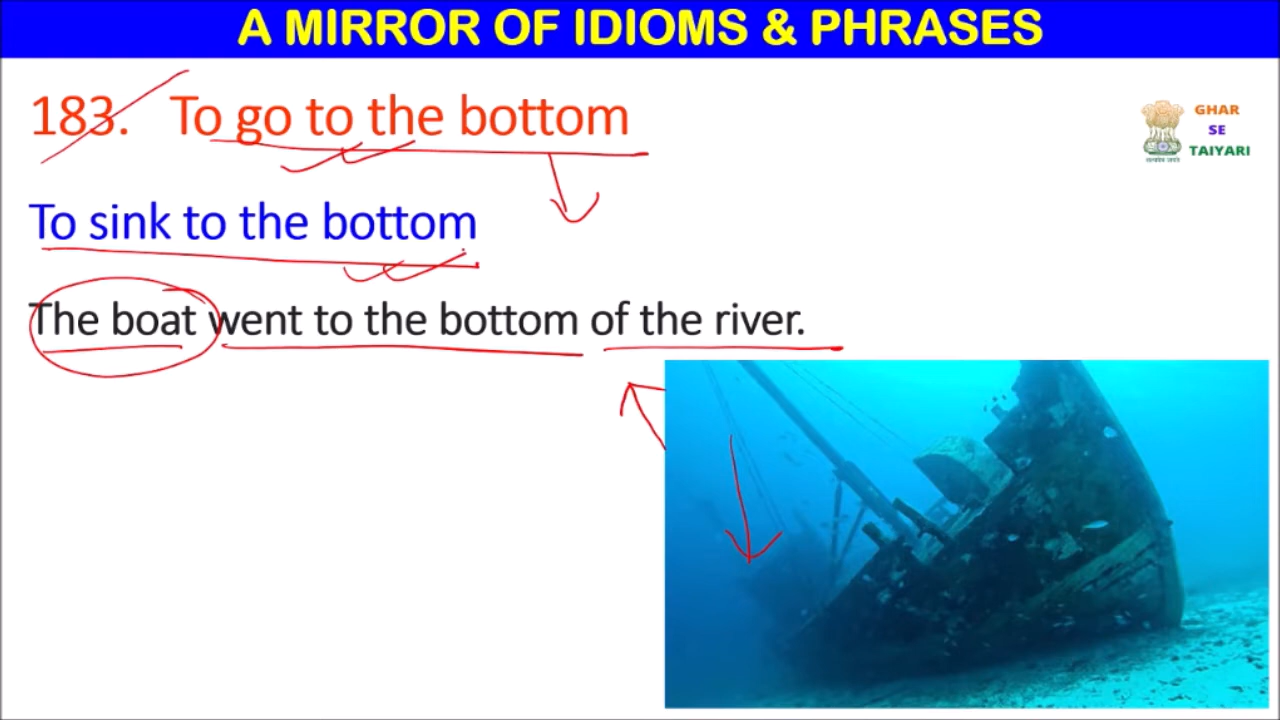 A MIRROR OF IDIOMS & PHRASES
183. To go to the bottom
GHAR
SE
TAIYARI
To sink to the bottom
The boat went to the bottom of the river.